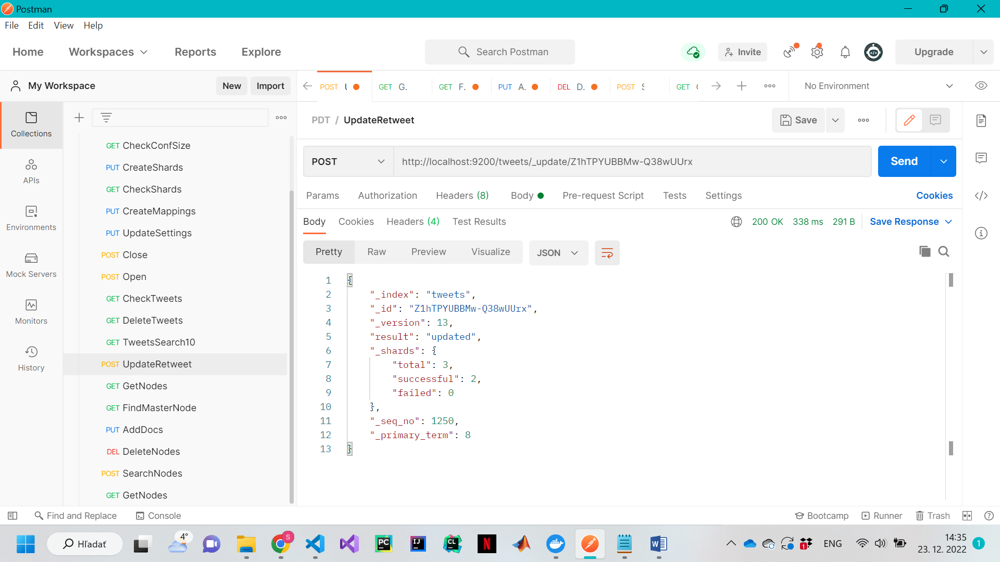 Postman
File Edit View Help
Home Workspaces Reports Explore Search Postman Invite Upgrade
My Workspace New Import POST GET G. GET F. PUT A. DEL D. POST GET No Environment
PDT / UpdateRetweet Save
Collections
APIs
Environments
Mock Servers
Monitors
History
GET CheckConfSize
PUT CreateShards
GET CheckShards
PUT CreateMappings
PUT UpdateSettings
POST Close
POST Open
GET CheckTweets
GET DeleteTweets
GET TweetsSearch10
POST UpdateRetweet
GET GetNodes
GET FindMasterNode
PUT AddDocs
DEL DeleteNodes
POST SearchNodes
GET GetNodes
POST http://localhost:9200/tweets/_update/Z1hTPYUBBMw-Q38wUUrx Send
Params Authorization Headers (8) Body Pre-request Script Tests Settings Cookies
Body Cookies Headers (4) Test Results 200 OK 338 ms 291 B Save Response
Pretty Raw Preview Visualize JSON
1 {
2 "_index": "tweets",
3 "_id": "Z1hTPYUBBMw-Q38wUUrx",
4 "_version": 13,
5 "result": "updated",
6 "_shards": {
7 "total": 3,
8 "successful": 2,
9 "failed": 0
10 },
11 "_seq_no": 1250,
12 "_primary_term": 8
13 }
Find and Replace Console Bootcamp Runner Trash
Hľadať 4° S PC IJ CL N W 1 ENG 14:35 1
23. 12. 2022